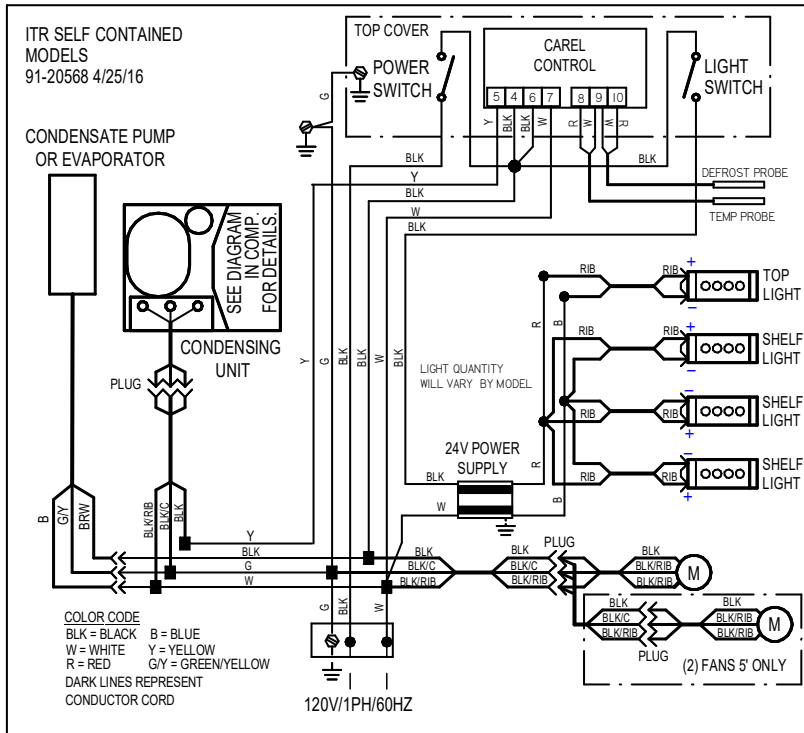 ITR SELF CONTAINED
MODELS
91-20568 4/25/16
TOP COVER
POWER
SWITCH
CAREL
CONTROL
LIGHT
SWITCH
5 4 6 7 8 9 10
G
Y
BLK
BLK
W
R
W
W
R
CONDENSATE PUMP
OR EVAPORATOR
BLK
Y
BLK
W
BLK
BLK
DEFROST PROBE
TEMP PROBE
SEE DIAGRAM
IN COMP.
FOR DETAILS.
CONDENSING
UNIT
PLUG
Y
G
BLK
BLK
W
BLK
R
B
RIB
RIB
+
TOP
LIGHT
−
RIB
RIB
+
SHELF
LIGHT
−
RIB
RIB
−
SHELF
LIGHT
+
RIB
RIB
−
SHELF
LIGHT
+
LIGHT QUANTITY
WILL VARY BY MODEL
24V POWER
SUPPLY
BLK
W
R
B
B
G/Y
BRW
BLK/RIB
BLK/C
BLK
Y
BLK
G
W
BLK
BLK/C
BLK/RIB
BLK
BLK/C
BLK/RIB
PLUG
BLK
BLK/RIB
BLK/RIB
M
BLK
BLK/C
BLK/RIB
PLUG
BLK
BLK/RIB
BLK/RIB
M
(2) FANS 5' ONLY
G
BLK
W
COLOR CODE
BLK = BLACK B = BLUE
W = WHITE Y = YELLOW
R = RED G/Y = GREEN/YELLOW
DARK LINES REPRESENT
CONDUCTOR CORD
120V/1PH/60HZ